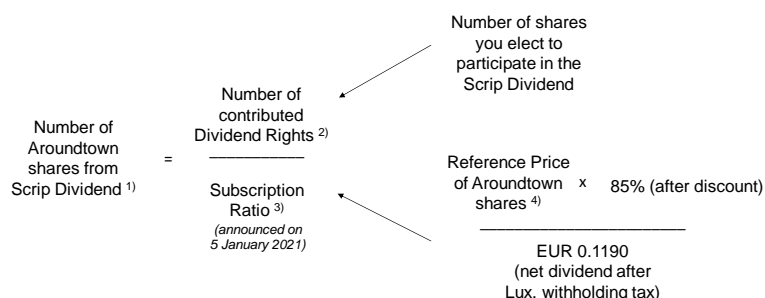 Number of shares
you elect to
participate in the
Scrip Dividend
Number of
Aroundtown
shares from
Scrip Dividend 1)
=
Number of
contributed
Dividend Rights 2)
Subscription
Ratio 3)
(announced on
5 January 2021)
Reference Price
of Aroundtown
shares 4)
x 85% (after discount)
EUR 0.1190
(net dividend after
Lux. withholding tax)